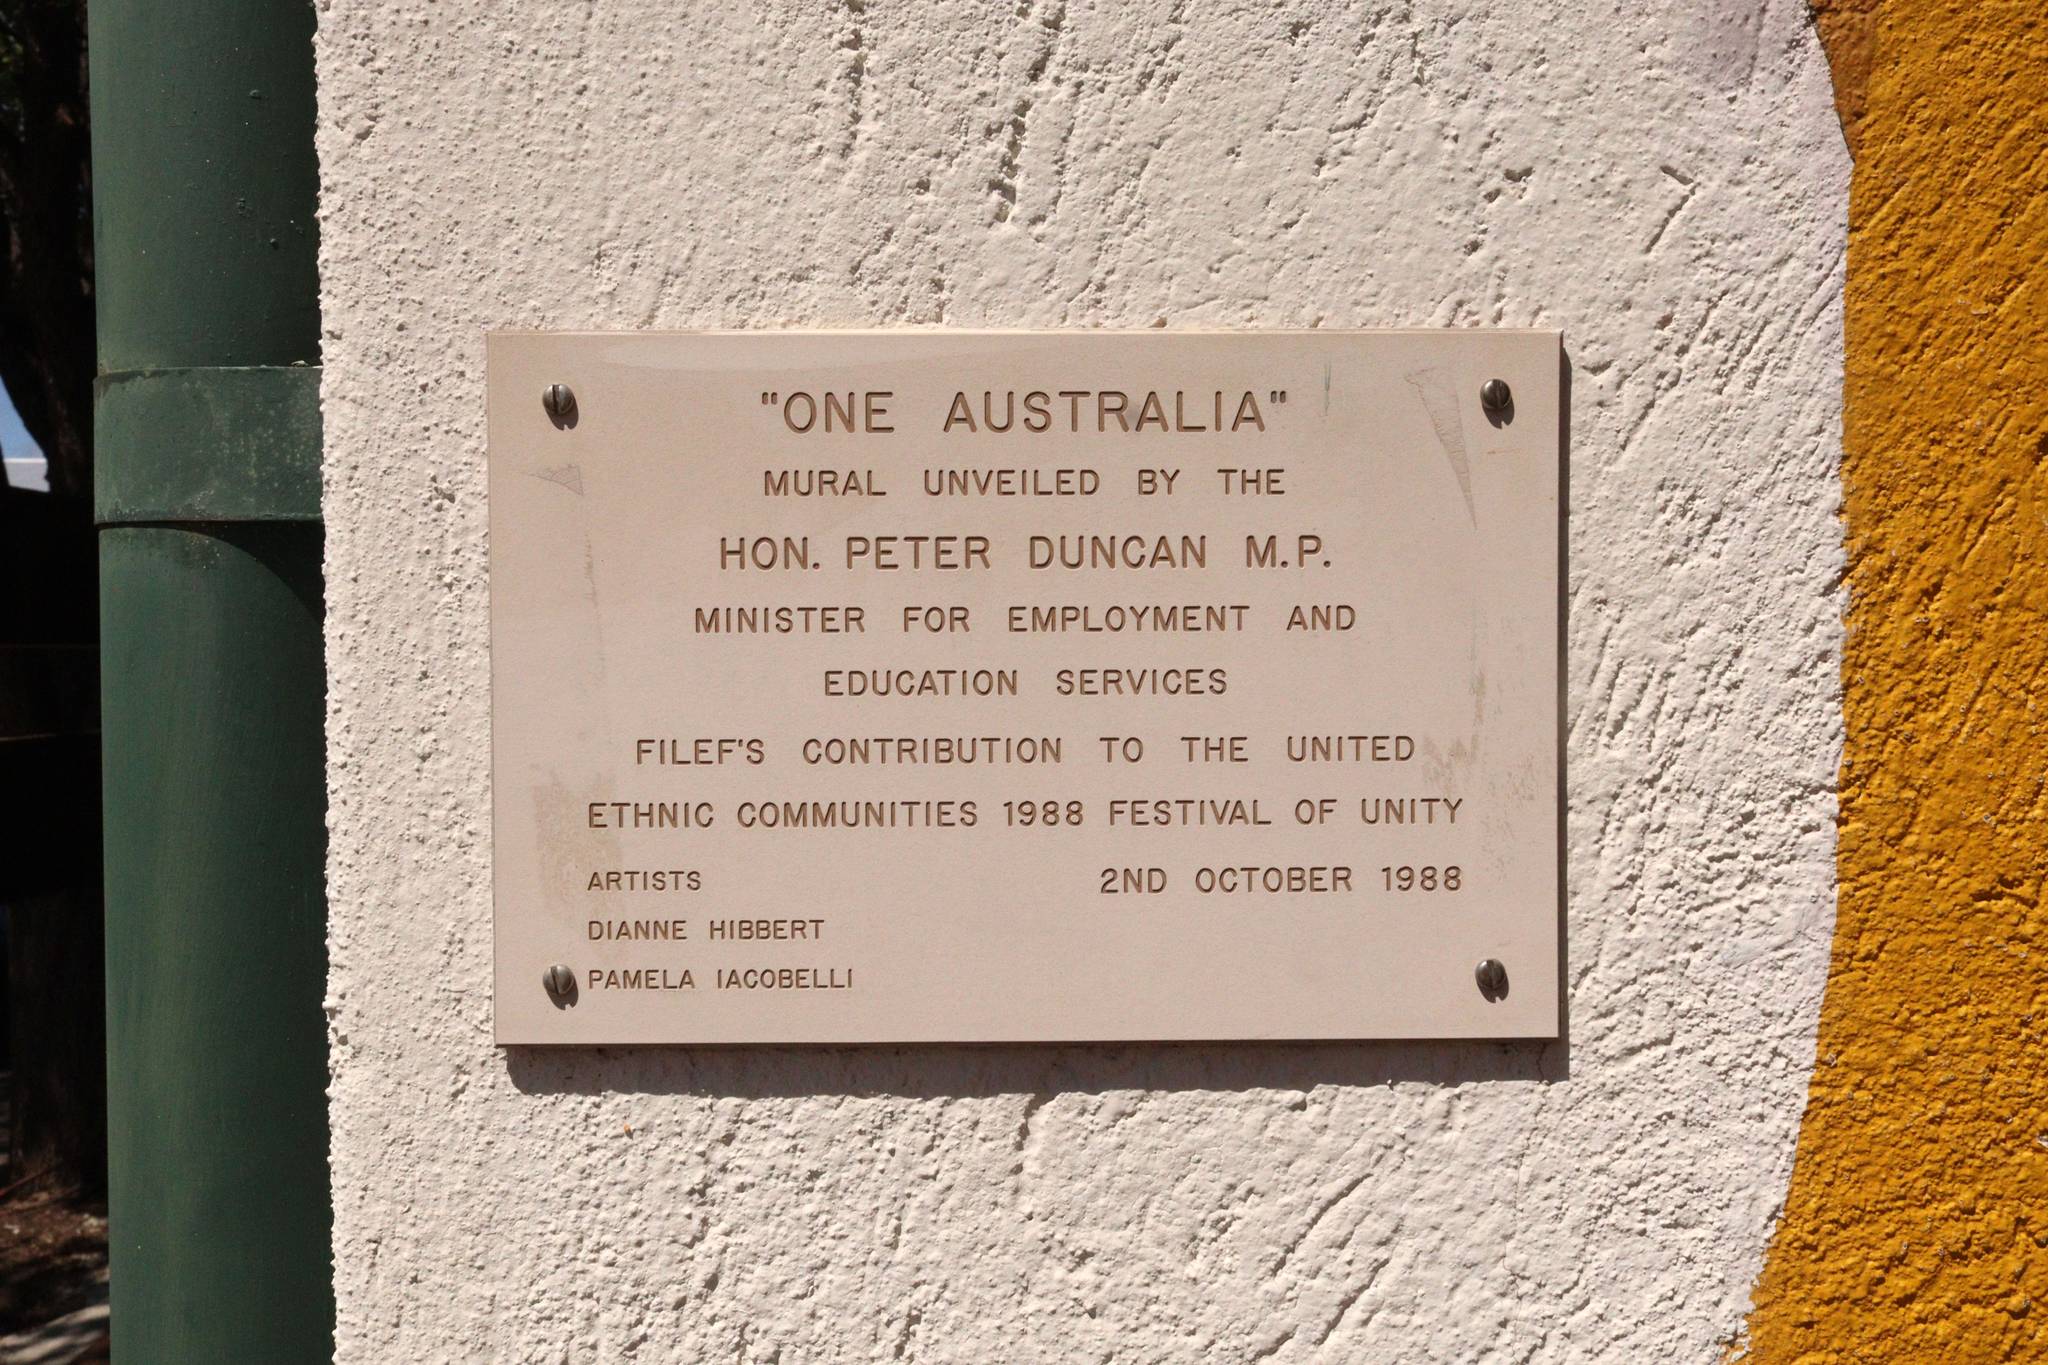 "ONE AUSTRALIA"
MURAL UNVEILED BY THE
HON. PETER DUNCAN M.P.
MINISTER FOR EMPLOYMENT AND
EDUCATION SERVICES
FILEF'S CONTRIBUTION TO THE UNITED
ETHNIC COMMUNITIES 1988 FESTIVAL OF UNITY
ARTISTS 2ND OCTOBER 1988
DIANNE HIBBERT
PAMELA IACOBELLI